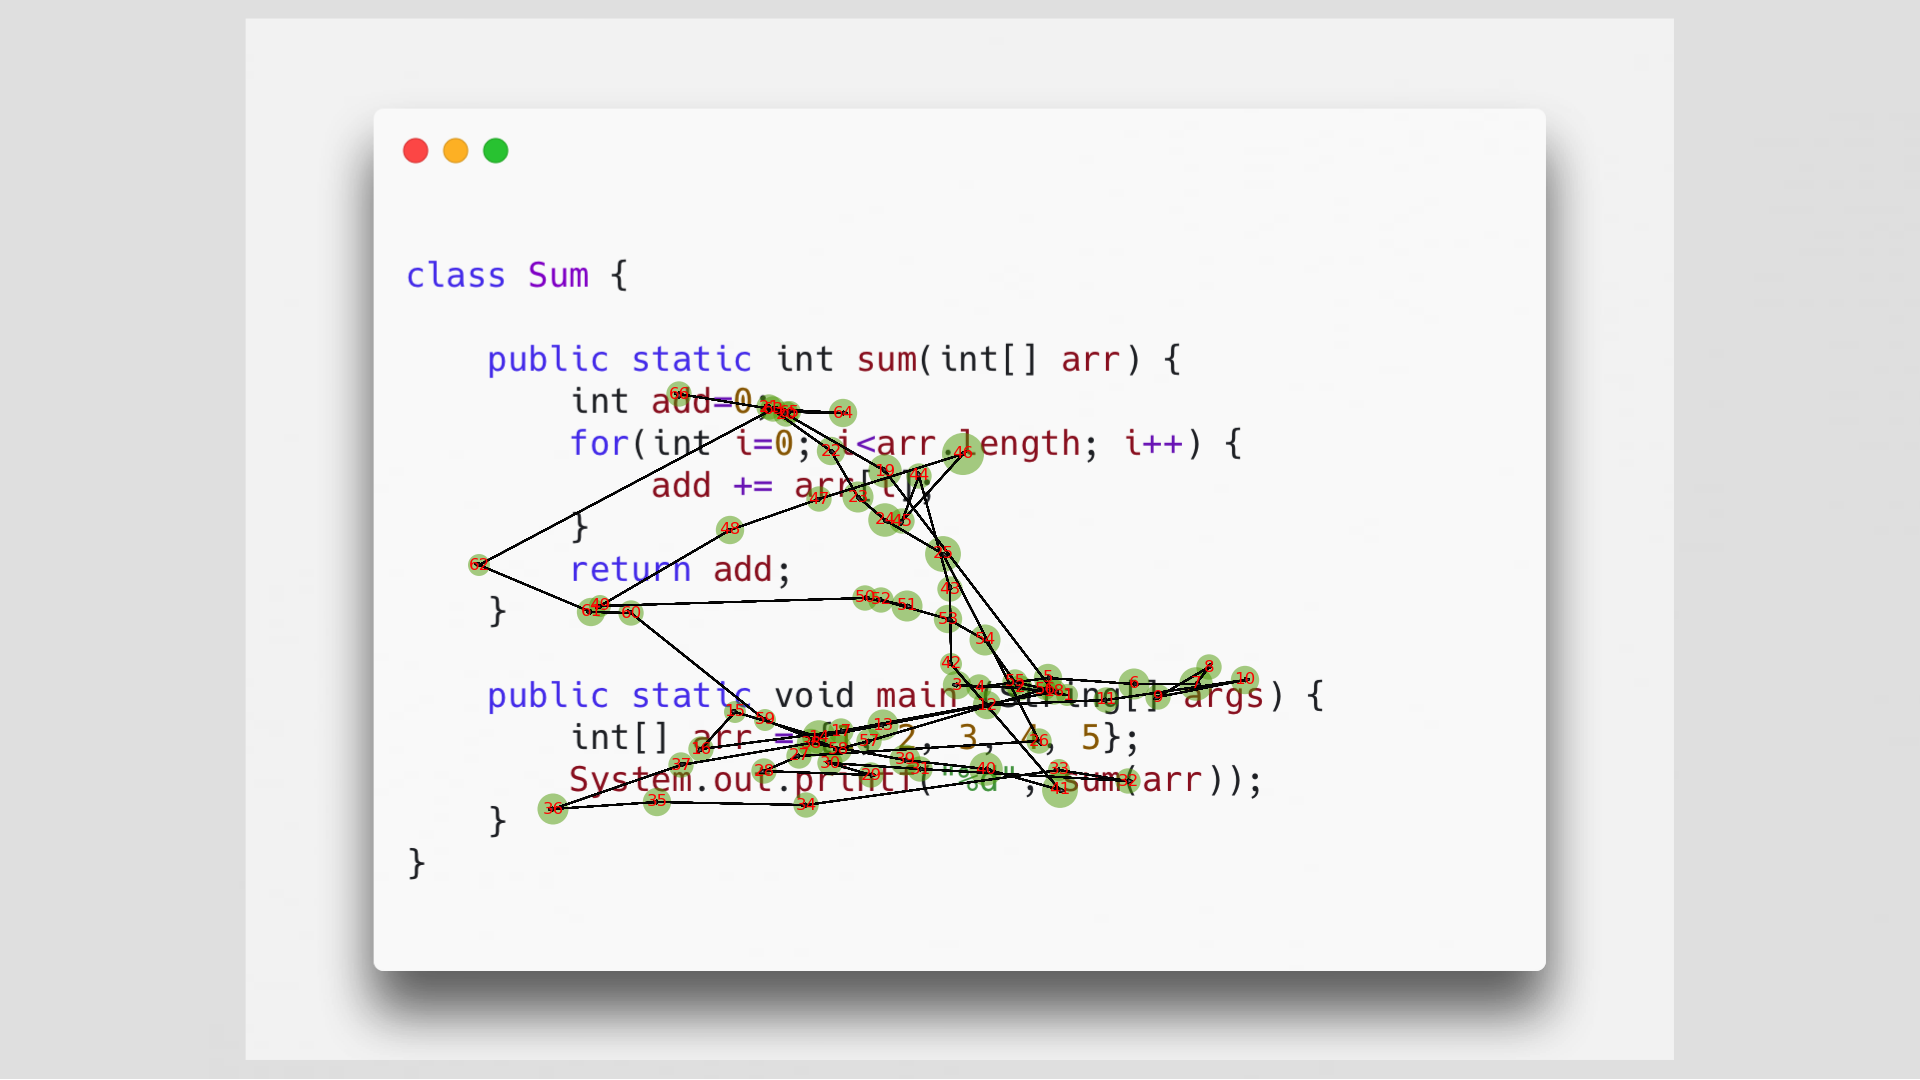 class Sum {
public static int sum(int[] arr) {
int add=0;
for(int i=0; i<arr.length; i++) {
add += arr[i];
}
return add;
}
public static void main(String[] args) {
int[] arr = {1, 2, 3, 4, 5};
System.out.printf("%d", sum(arr));
}
}